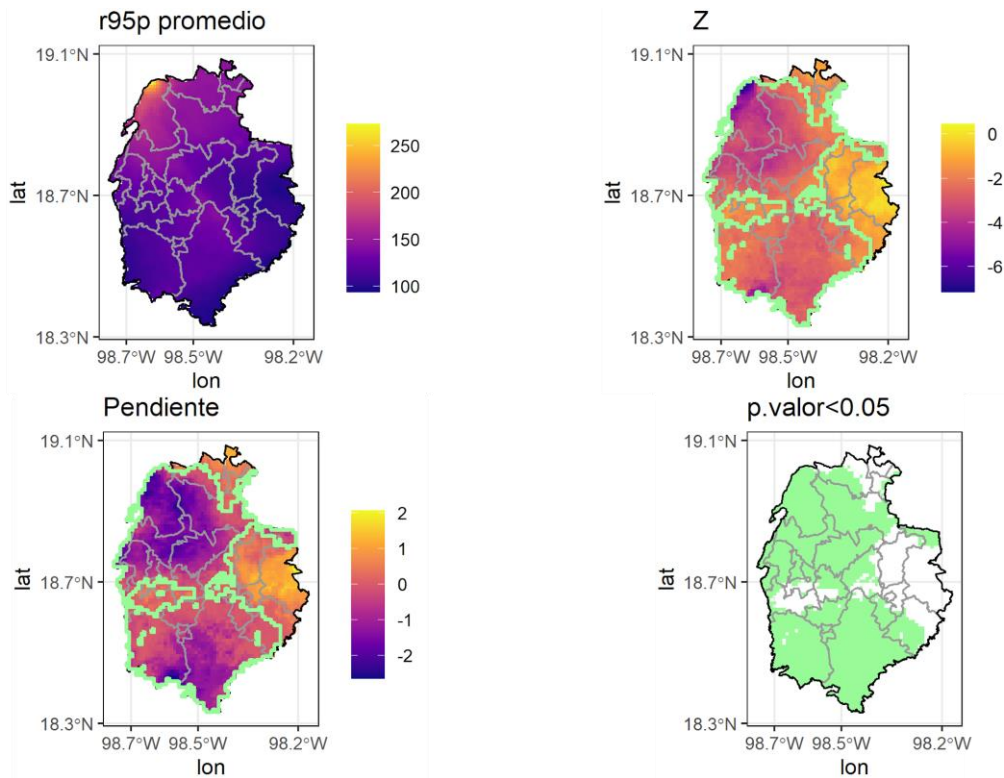 r95p promedio
19.1°N
18.7°N
18.3°N
lat
98.7°W 98.5°W 98.2°W
lon
250
200
150
100
Z
19.1°N
18.7°N
18.3°N
lat
98.7°W 98.5°W 98.2°W
lon
0
-2
-4
-6
Pendiente
19.1°N
18.7°N
18.3°N
lat
98.7°W 98.5°W 98.2°W
lon
2
1
0
-1
-2
p.valor<0.05
19.1°N
18.7°N
18.3°N
lat
98.7°W 98.5°W 98.2°W
lon